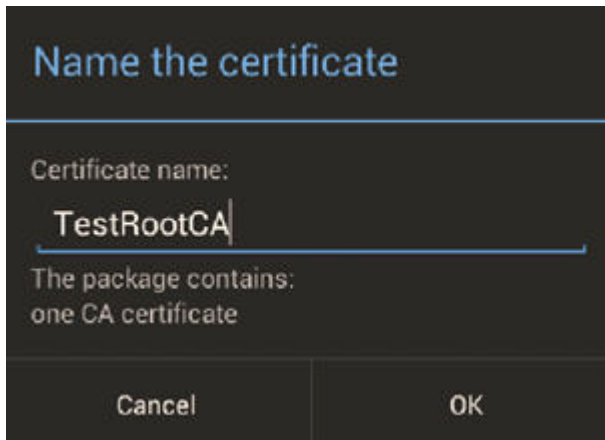 Name the certificate
Certificate name:
TestRootCA
The package contains:
one CA certificate
Cancel
OK